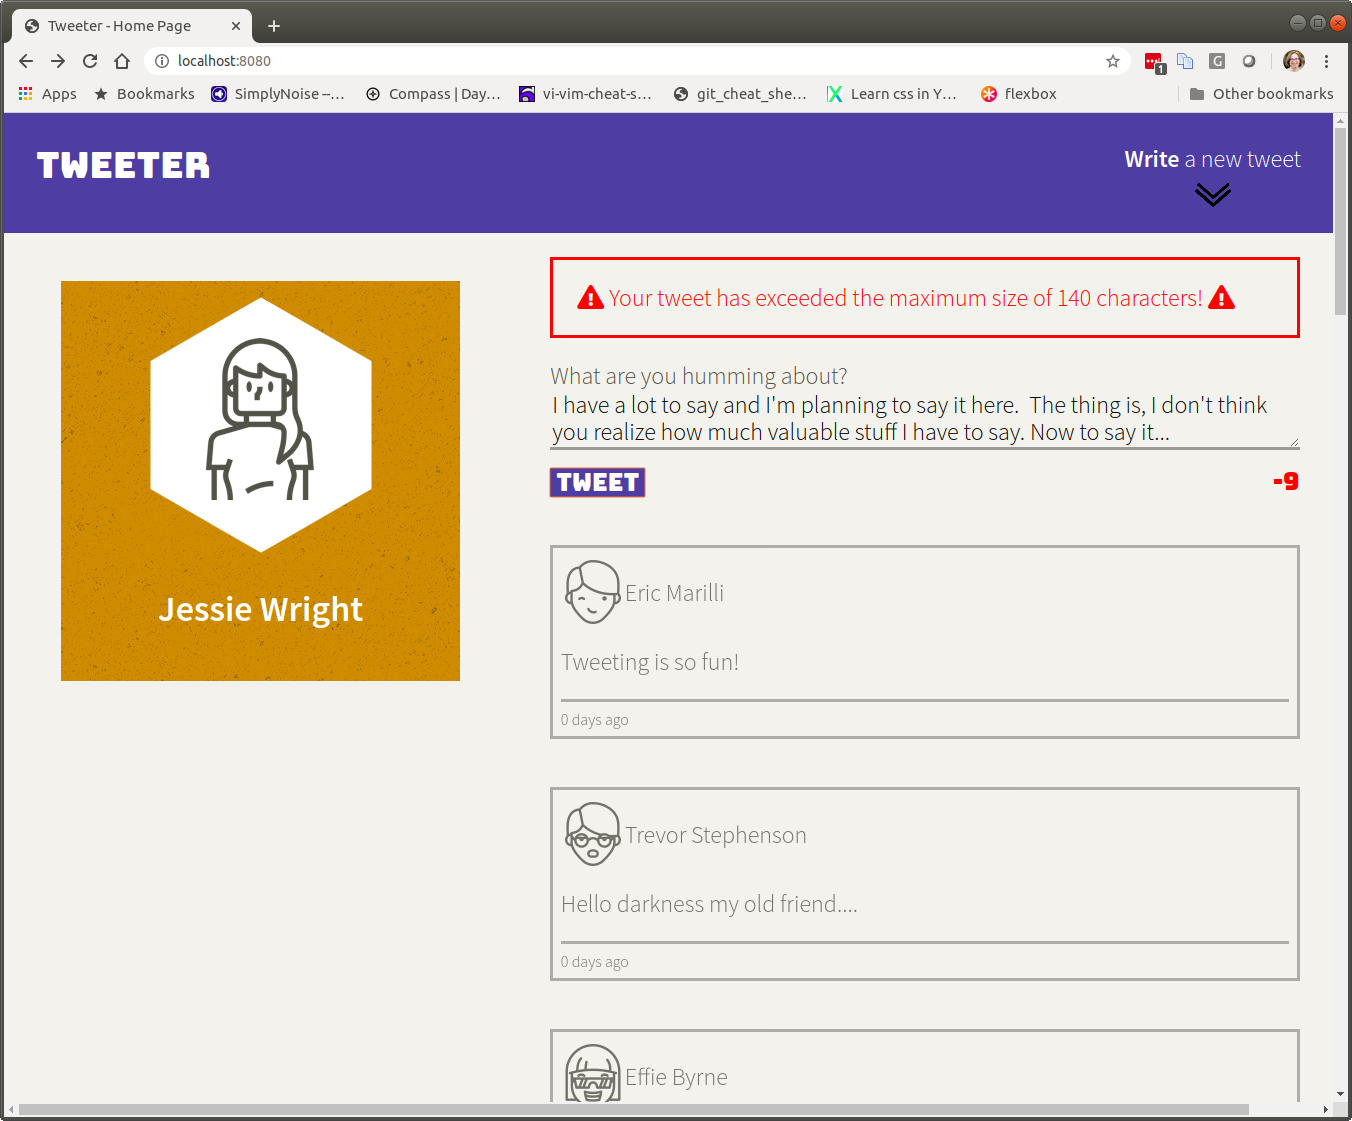 Tweeter - Home Page
localhost:8080
1
G
Apps
Bookmarks
SimplyNoise –...
Compass | Day...
vi-vim-cheat-s...
git_cheat_she...
Learn css in Y...
flexbox
Other bookmarks
TWEETER
Write a new tweet
Your tweet has exceeded the maximum size of 140 characters!
Jessie Wright
What are you humming about?
I have a lot to say and I'm planning to say it here.  The thing is, I don't think
you realize how much valuable stuff I have to say. Now to say it...
TWEET
-9
Eric Marilli
Tweeting is so fun!
0 days ago
Trevor Stephenson
Hello darkness my old friend....
0 days ago
Effie Byrne